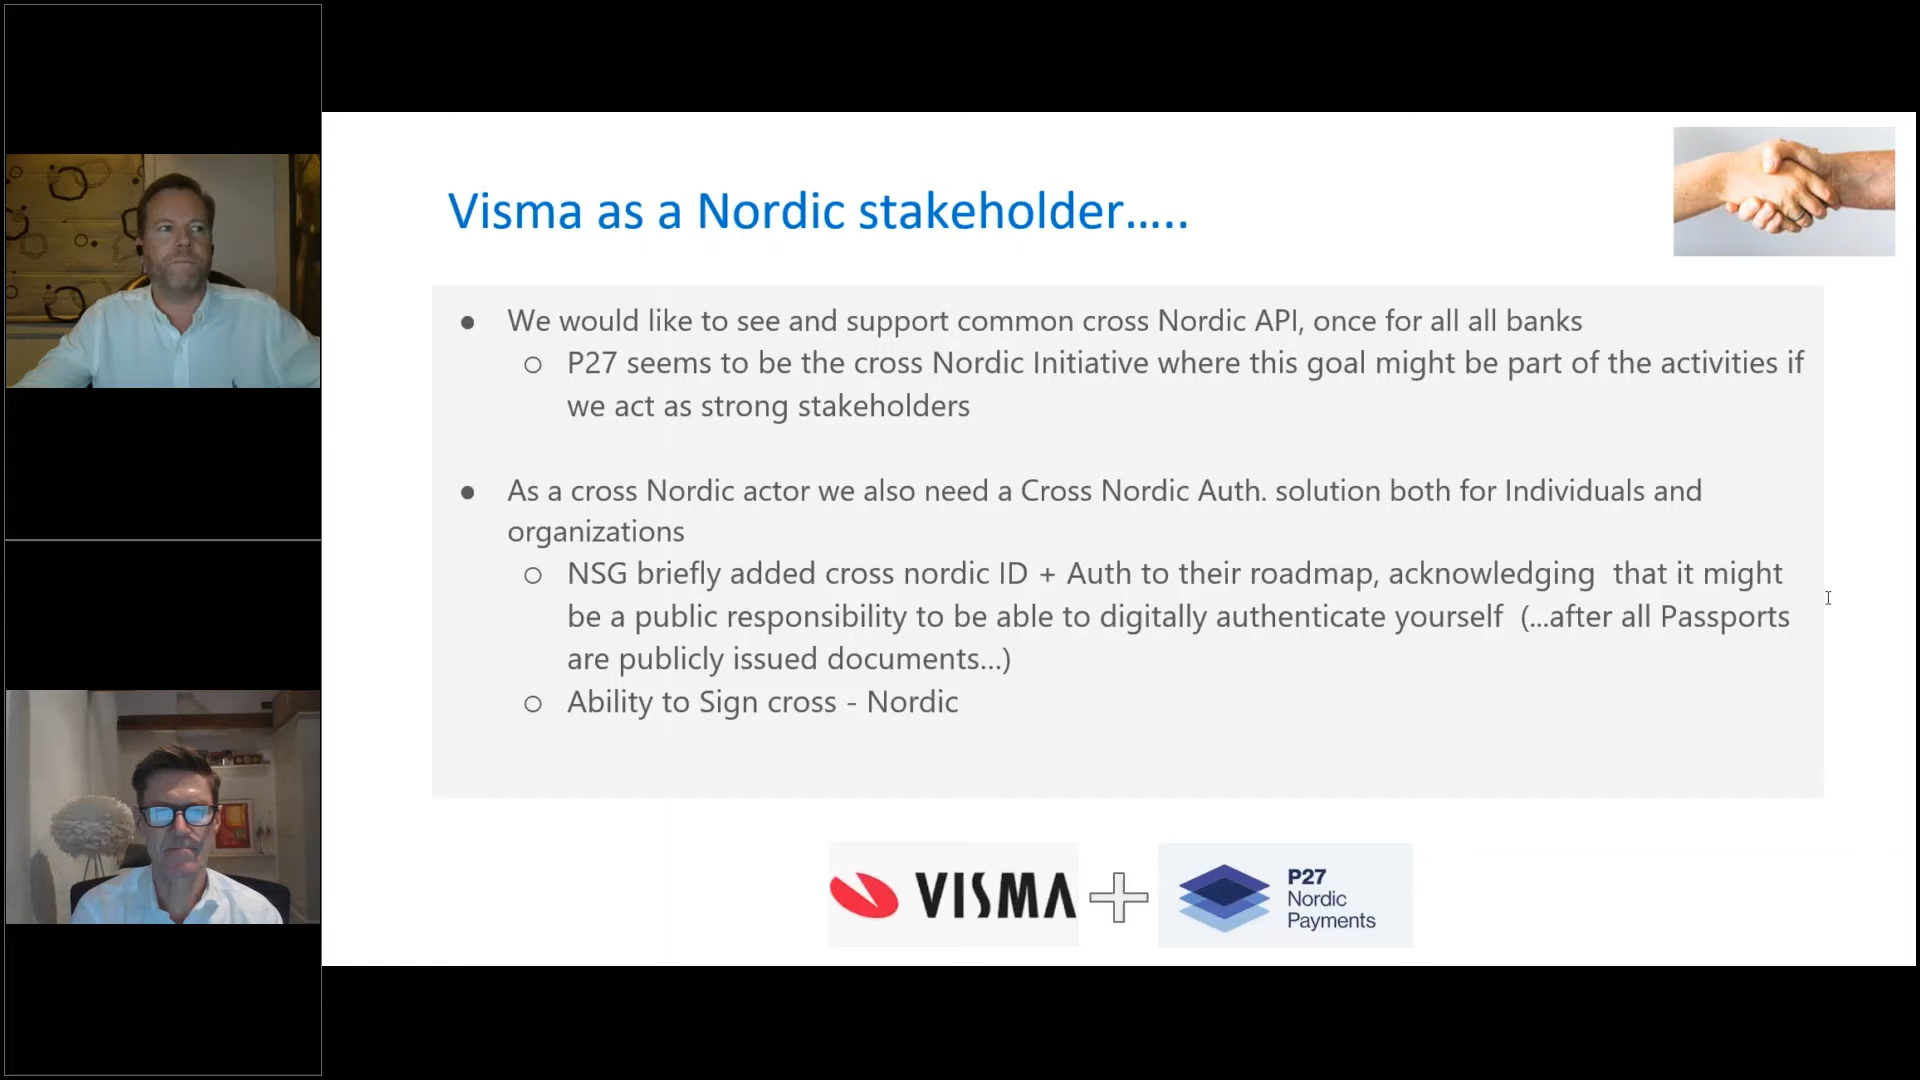 Visma as a Nordic stakeholder.....
● We would like to see and support common cross Nordic API, once for all all banks
○ P27 seems to be the cross Nordic Initiative where this goal might be part of the activities if
we act as strong stakeholders
● As a cross Nordic actor we also need a Cross Nordic Auth. solution both for Individuals and
organizations
○ NSG briefly added cross nordic ID + Auth to their roadmap, acknowledging  that it might
be a public responsibility to be able to digitally authenticate yourself  (...after all Passports
are publicly issued documents...)
○ Ability to Sign cross - Nordic
VISMA
P27
Nordic
Payments